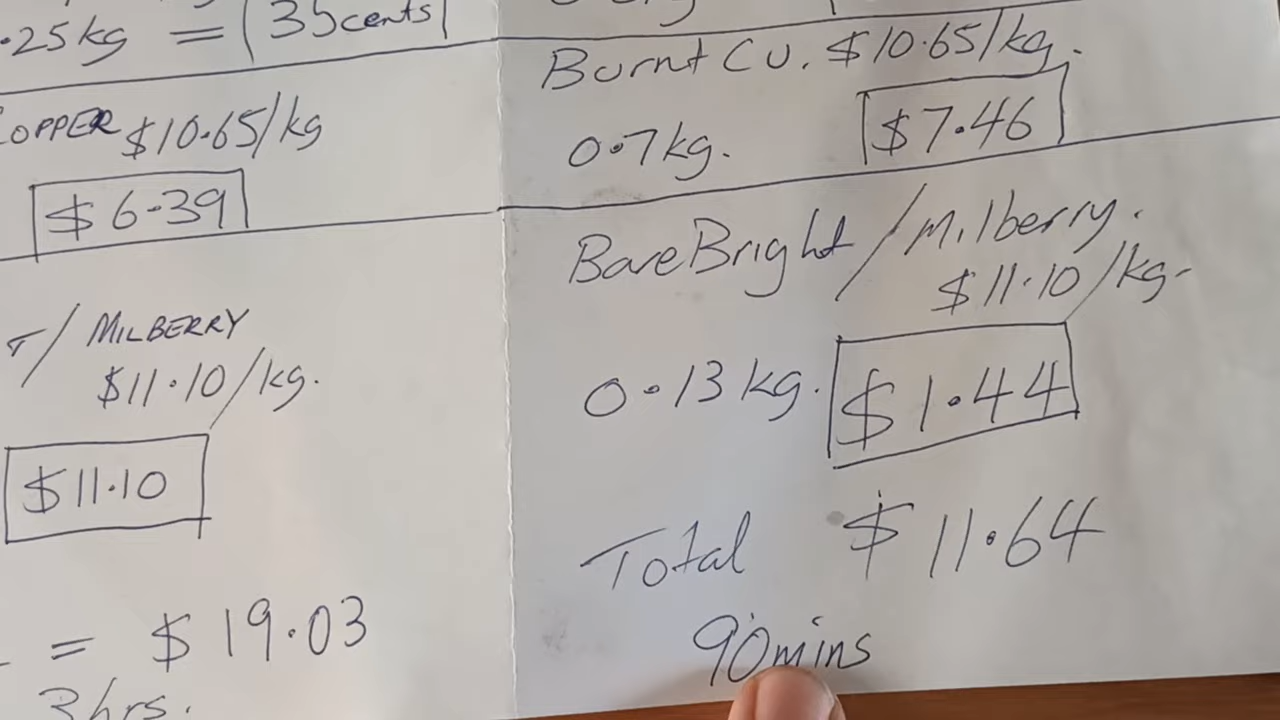 .25kg = 35cents
COPPER $10.65/kg
$6.39
T/ MILBERRY
$11.10/kg.
$11.10
= $19.03
3hrs.
Burnt CU. $10.65/kg.
0.7kg. $7.46
BareBright/Milberry.
$11.10/kg-
0.13kg. $1.44
Total $11.64
90mins